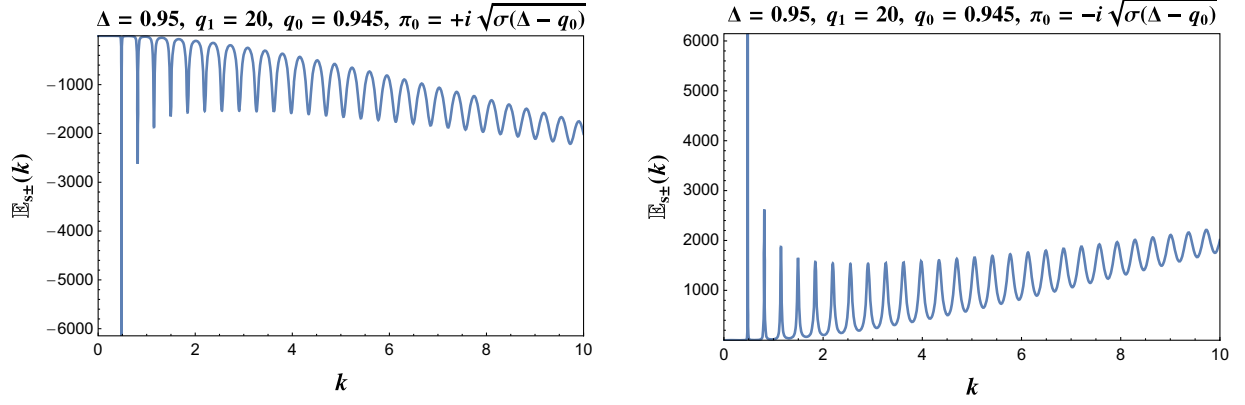 Δ = 0.95, q₁ = 20, q₀ = 0.945, π₀ = +i √σ(Δ − q₀)
𝔼ₛ±(k)
−1000
−2000
−3000
−4000
−5000
−6000
0 2 4 6 8 10
k
Δ = 0.95, q₁ = 20, q₀ = 0.945, π₀ = −i √σ(Δ − q₀)
𝔼ₛ±(k)
6000
5000
4000
3000
2000
1000
0 2 4 6 8 10
k